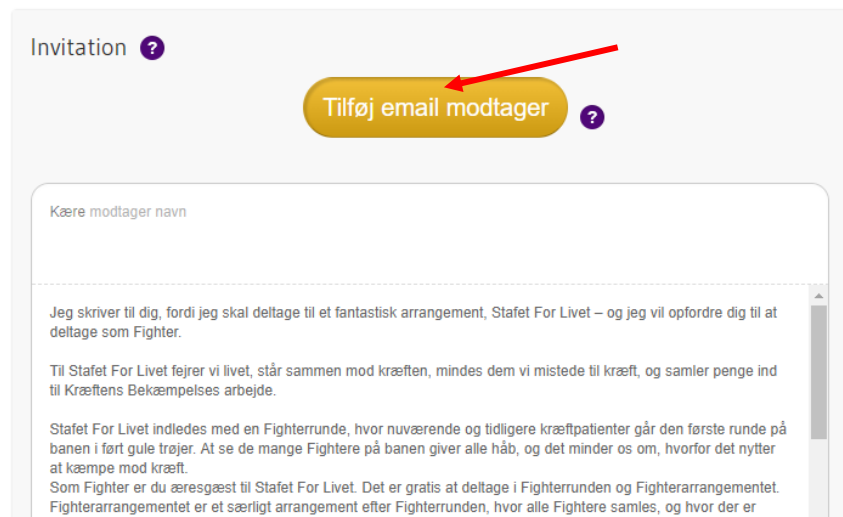 Invitation ?
Tilføj email modtager ?
Kære modtager navn
Jeg skriver til dig, fordi jeg skal deltage til et fantastisk arrangement, Stafet For Livet – og jeg vil opfordre dig til at
deltage som Fighter.
Til Stafet For Livet fejrer vi livet, står sammen mod kræften, mindes dem vi mistede til kræft, og samler penge ind
til Kræftens Bekæmpelses arbejde.
Stafet For Livet indledes med en Fighterrunde, hvor nuværende og tidligere kræftpatienter går den første runde på
banen i ført gule trøjer. At se de mange Fightere på banen giver alle håb, og det minder os om, hvorfor det nytter
at kæmpe mod kræft.
Som Fighter er du æresgæst til Stafet For Livet. Det er gratis at deltage i Fighterrunden og Fighterarrangementet.
Fighterarrangementet er et særligt arrangement efter Fighterrunden, hvor alle Fightere samles, og hvor der er